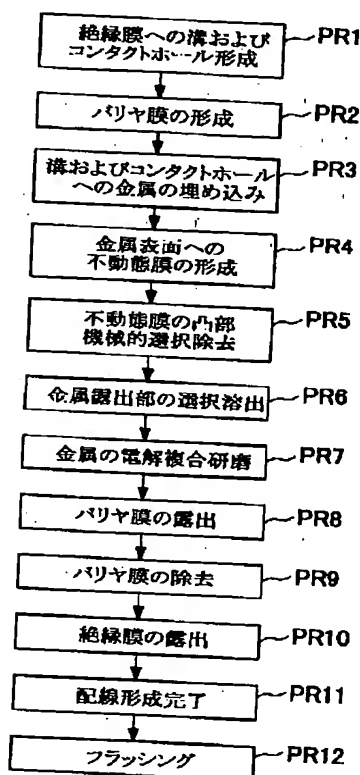 絶縁膜への溝および
コンタクトホール形成
PR1
バリヤ膜の形成
PR2
溝およびコンタクトホール
への金属の埋め込み
PR3
金属表面への
不動態膜の形成
PR4
不動態膜の凸部
機械的選択除去
PR5
金属露出部の選択溶出
PR6
金属の電解複合研磨
PR7
バリヤ膜の露出
PR8
バリヤ膜の除去
PR9
絶縁膜の露出
PR10
配線形成完了
PR11
フラッシング
PR12